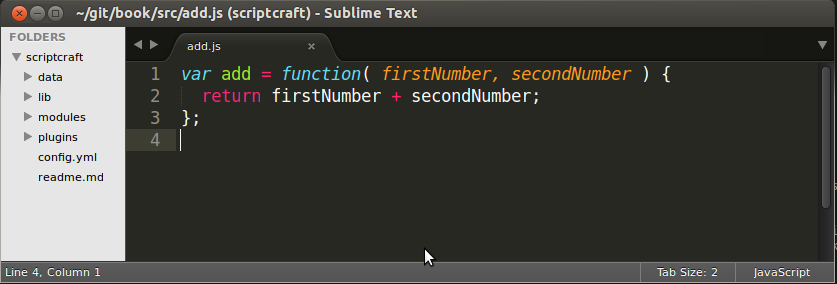 ~/git/book/src/add.js (scriptcraft) - Sublime Text
FOLDERS
scriptcraft
data
lib
modules
plugins
config.yml
readme.md
add.js ×
1 var add = function( firstNumber, secondNumber ) {
2 return firstNumber + secondNumber;
3 };
4
Line 4, Column 1
Tab Size: 2
JavaScript